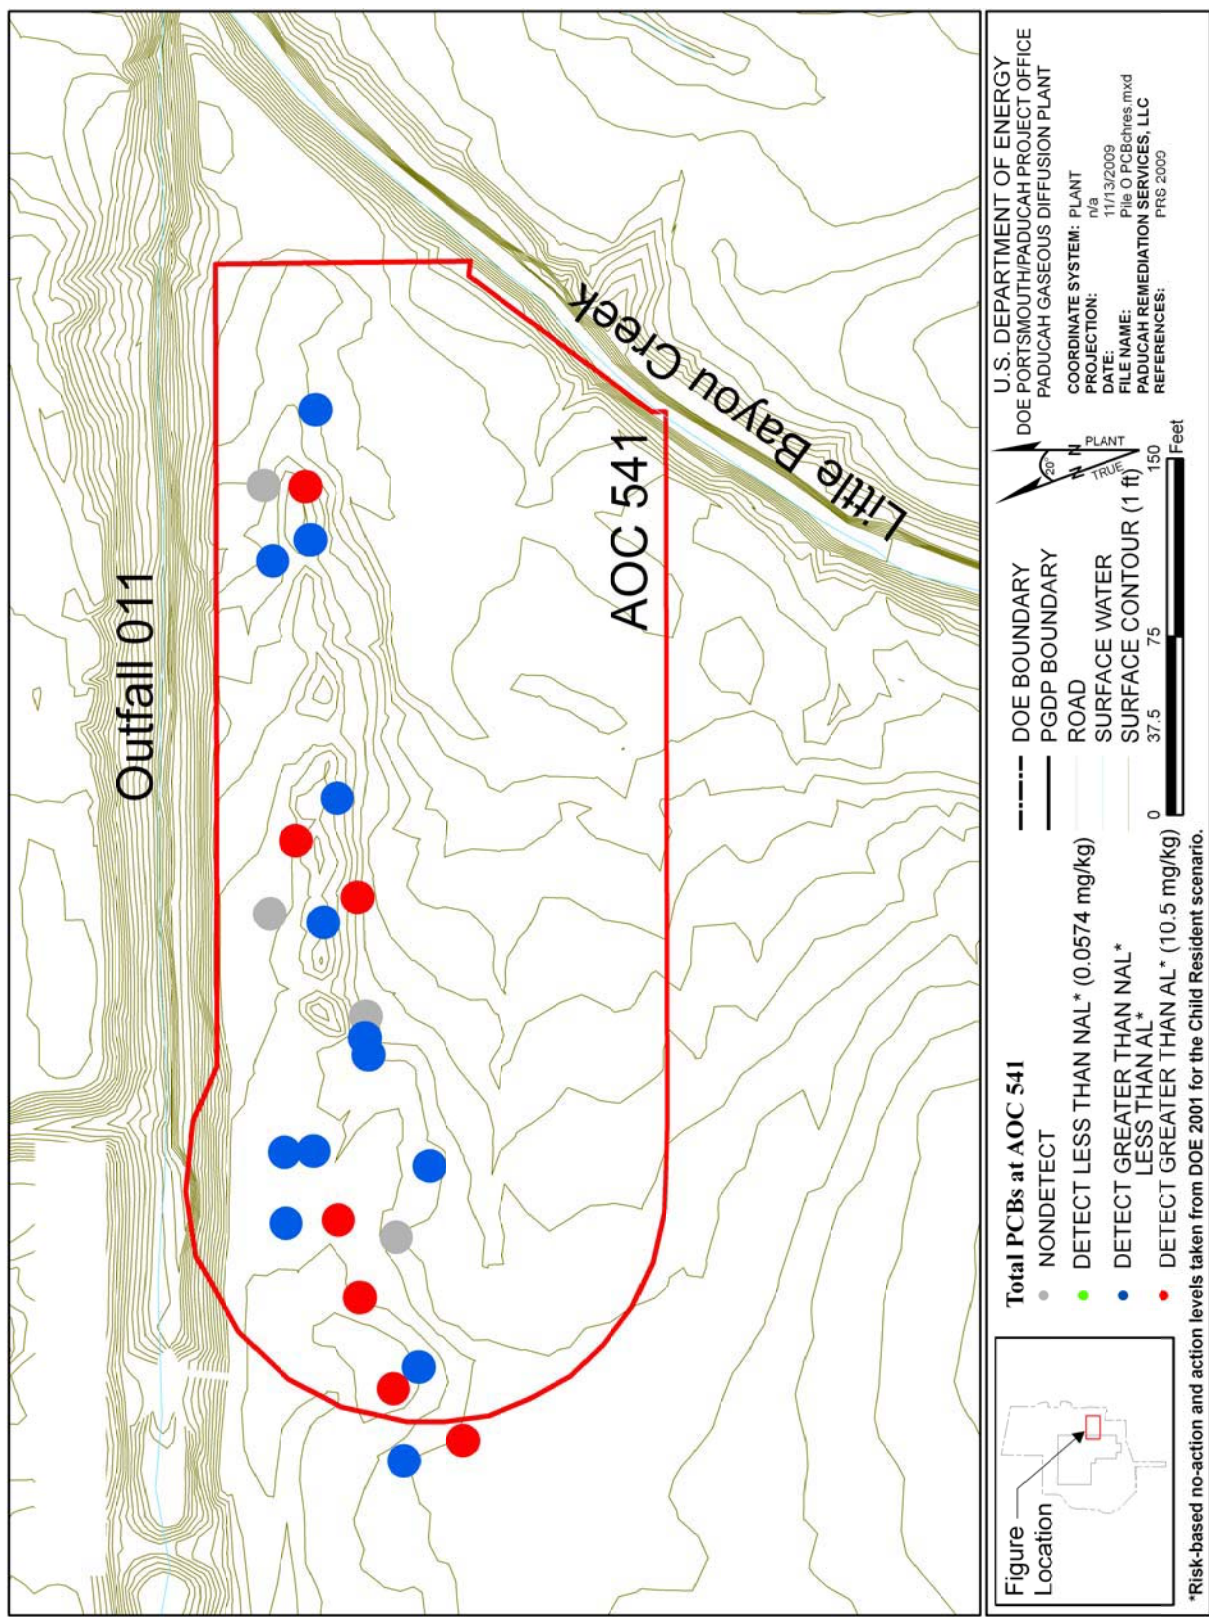 Outfall 011
AOC 541
Little Bayou Creek
Figure
Location
Total PCBs at AOC 541
NONDETECT
DETECT LESS THAN NAL* (0.0574 mg/kg)
DETECT GREATER THAN NAL*
LESS THAN AL*
DETECT GREATER THAN AL* (10.5 mg/kg)
DOE BOUNDARY
PGDP BOUNDARY
ROAD
SURFACE WATER
SURFACE CONTOUR (1 ft)
0 37.5 75 150
Feet
20°
N N
TRUE PLANT
U.S. DEPARTMENT OF ENERGY
DOE PORTSMOUTH/PADUCAH PROJECT OFFICE
PADUCAH GASEOUS DIFFUSION PLANT
COORDINATE SYSTEM: PLANT
PROJECTION: n/a
DATE: 11/13/2009
FILE NAME: Pile O PCBchres.mxd
PADUCAH REMEDIATION SERVICES, LLC
REFERENCES: PRS 2009
*Risk-based no-action and action levels taken from DOE 2001 for the Child Resident scenario.